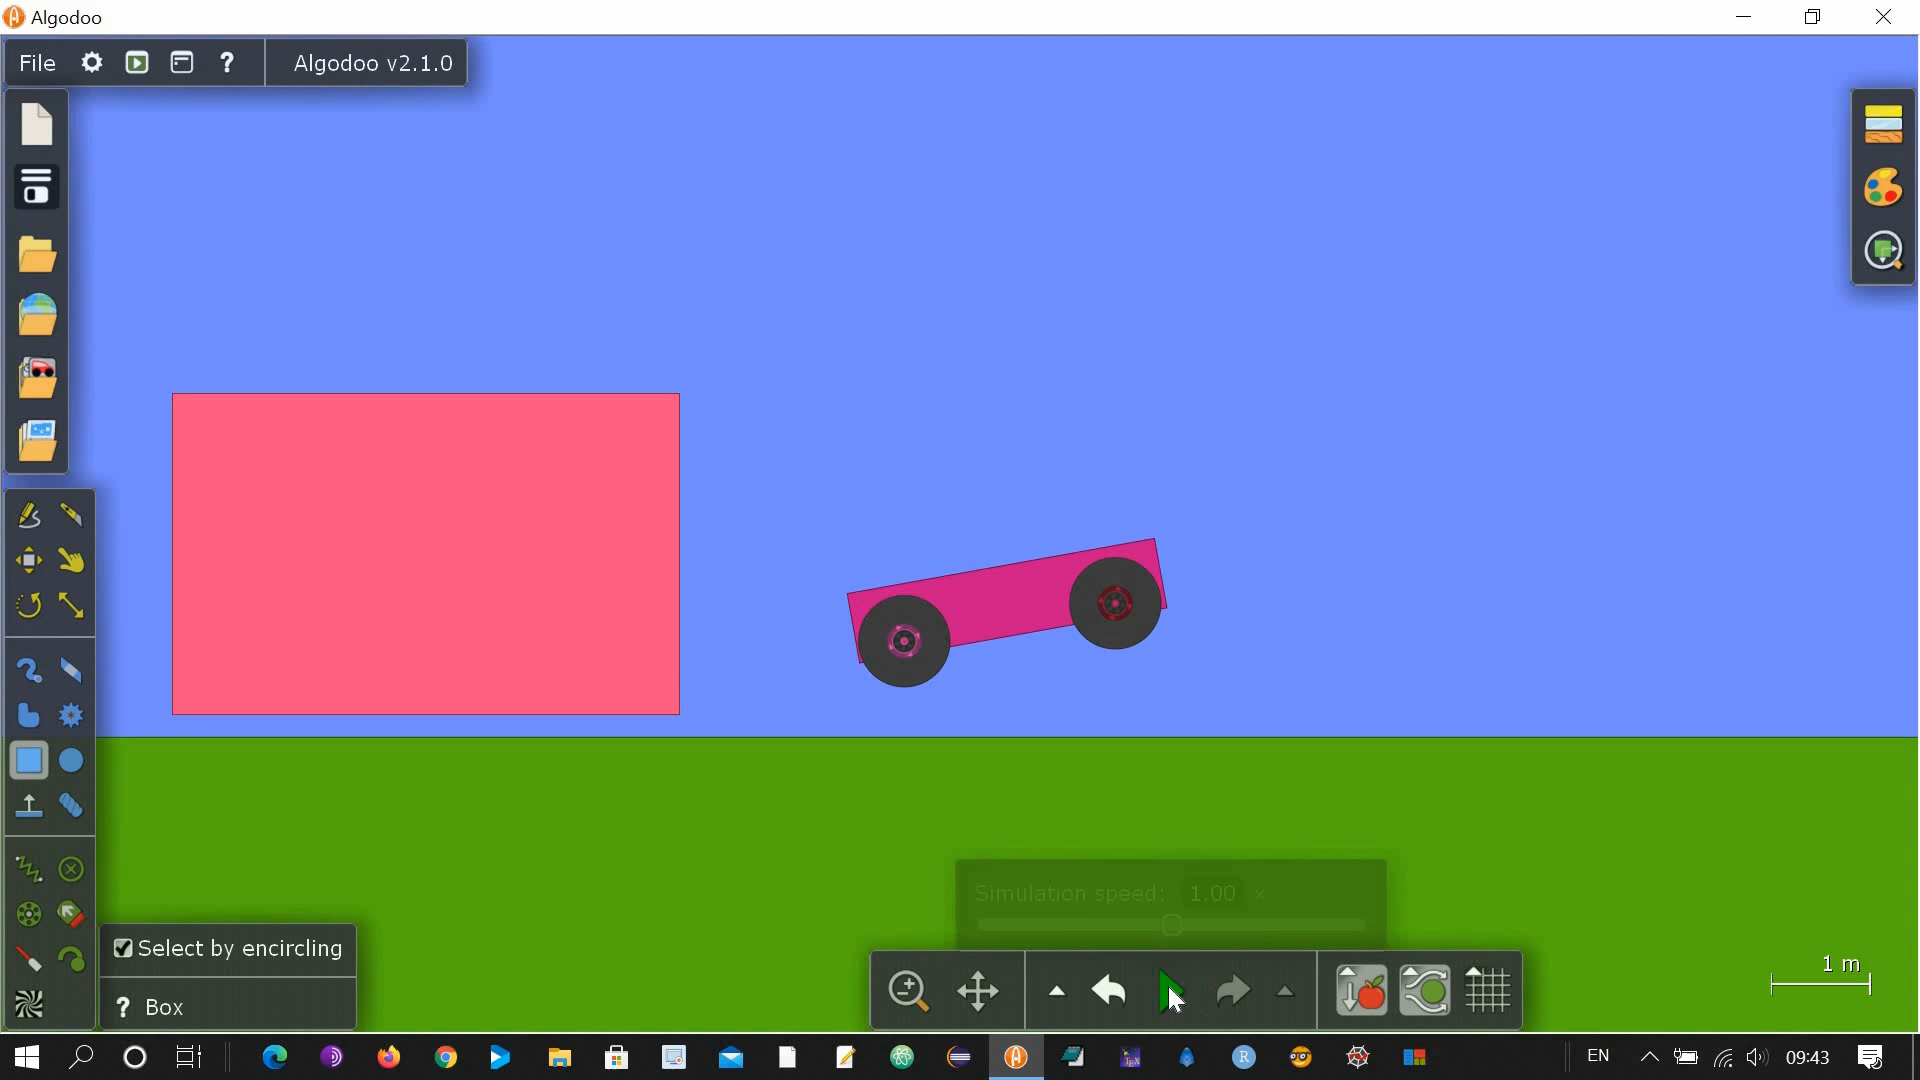 Algodoo
File ? Algodoo v2.1.0
Simulation speed: 1.00 ×
Select by encircling
? Box
1 m
EN 09:43